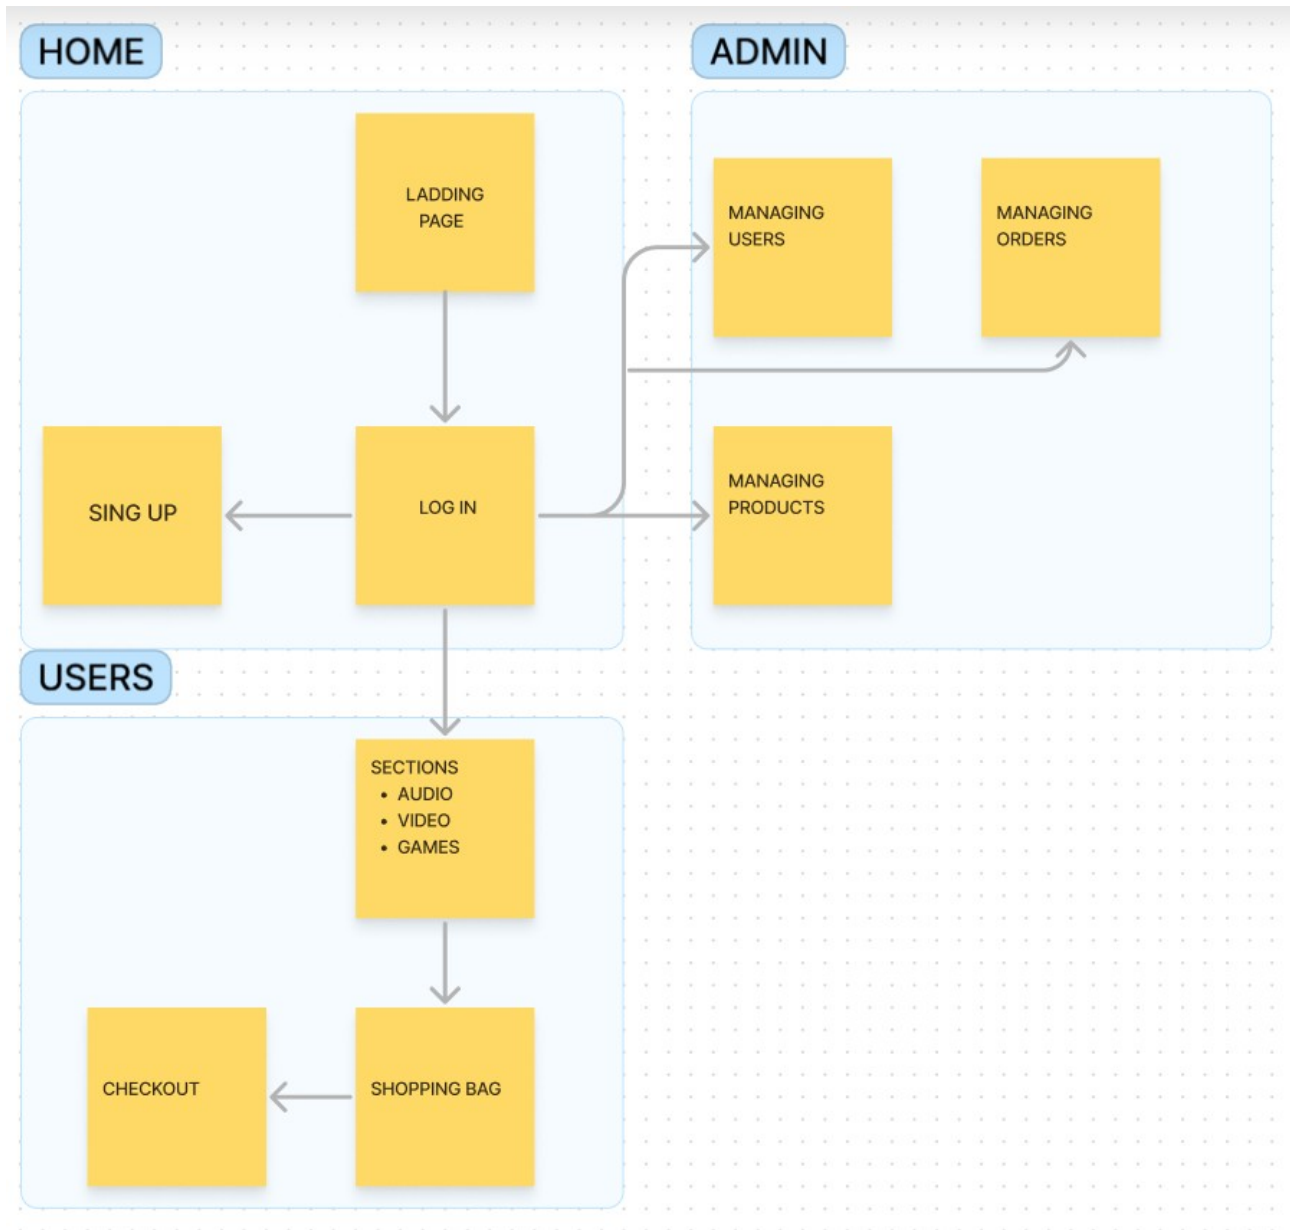 HOME
LADDING
PAGE
SING UP
LOG IN
ADMIN
MANAGING
USERS
MANAGING
ORDERS
MANAGING
PRODUCTS
USERS
SECTIONS
• AUDIO
• VIDEO
• GAMES
CHECKOUT
SHOPPING BAG